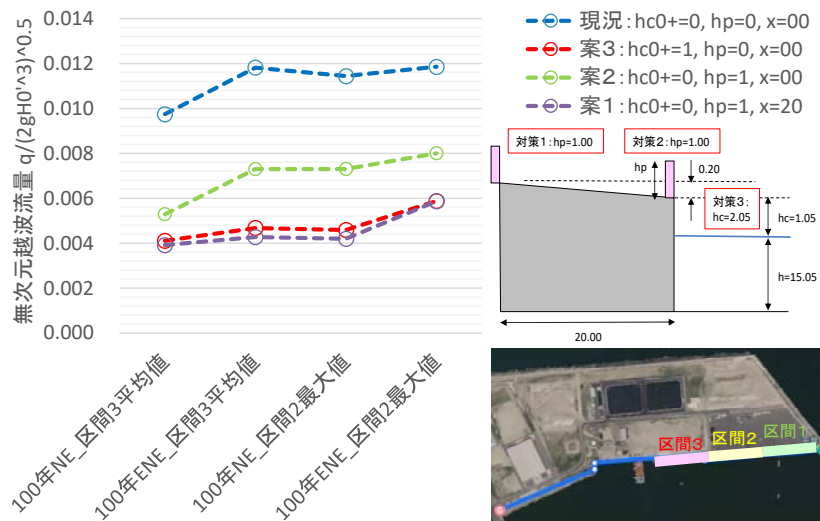 無次元越波流量 q/(2gH0'^3)^0.5
0.014
0.012
0.010
0.008
0.006
0.004
0.002
0.000
100年NE_区間3平均値
100年ENE_区間3平均値
100年NE_区間2最大値
100年ENE_区間2最大値
現況:hc0+=0, hp=0, x=00
案3:hc0+=1, hp=0, x=00
案2:hc0+=0, hp=1, x=00
案1:hc0+=0, hp=1, x=20
対策1:hp=1.00
対策2:hp=1.00
hp
0.20
対策3:
hc=2.05
hc=1.05
h=15.05
20.00
区間3
区間2
区間1